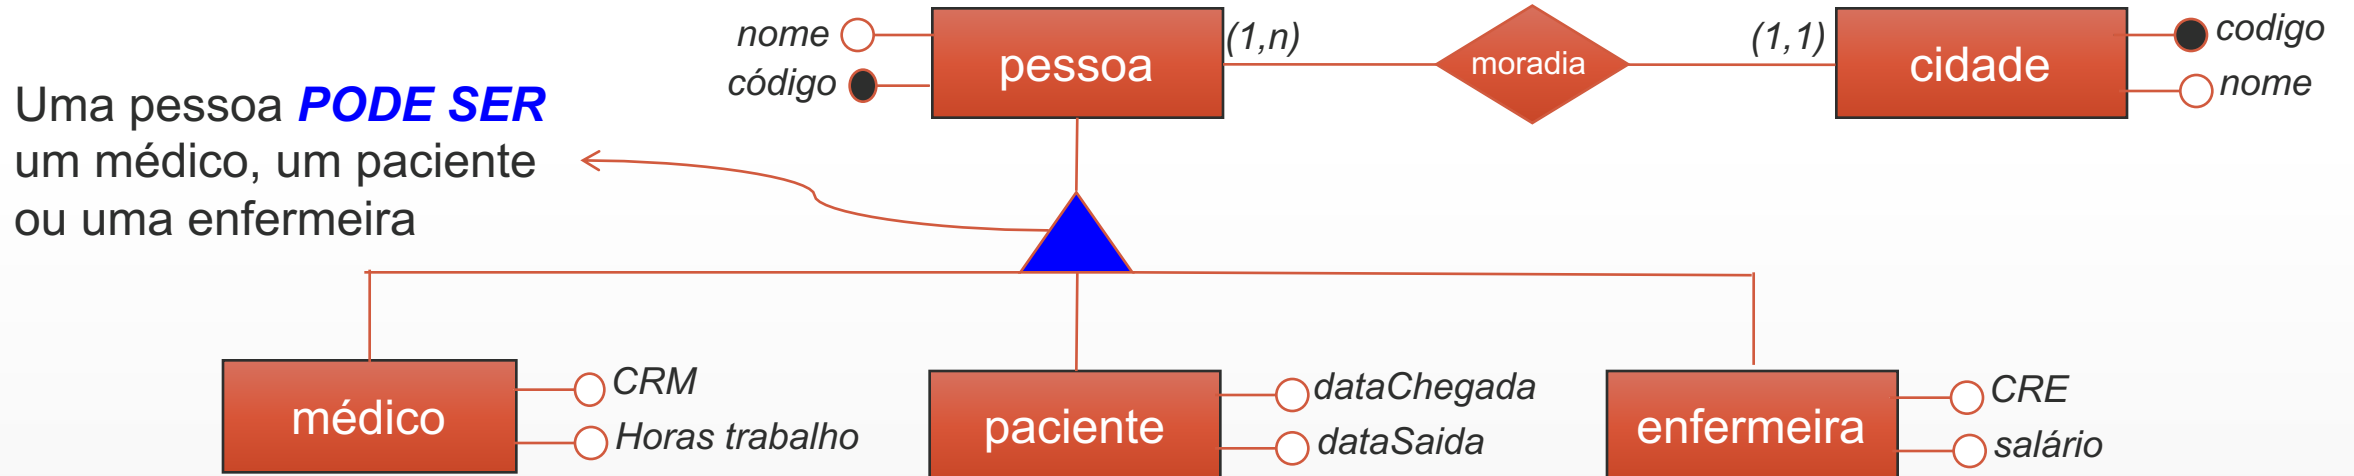 nome
código
pessoa
(1,n)
moradia
(1,1)
cidade
codigo
nome
Uma pessoa PODE SER
um médico, um paciente
ou uma enfermeira
médico
CRM
Horas trabalho
paciente
dataChegada
dataSaida
enfermeira
CRE
salário